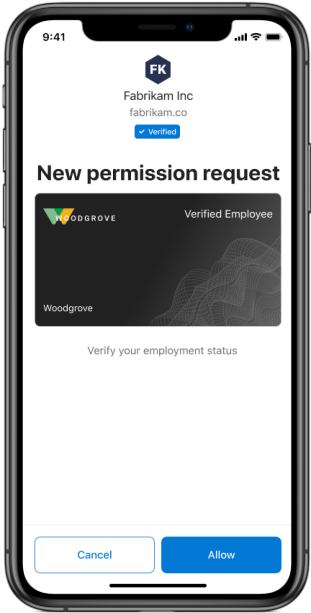 9:41
FK
Fabrikam Inc
fabrikam.co
Verified
New permission request
WOODGROVE
Verified Employee
Woodgrove
Verify your employment status
Cancel
Allow